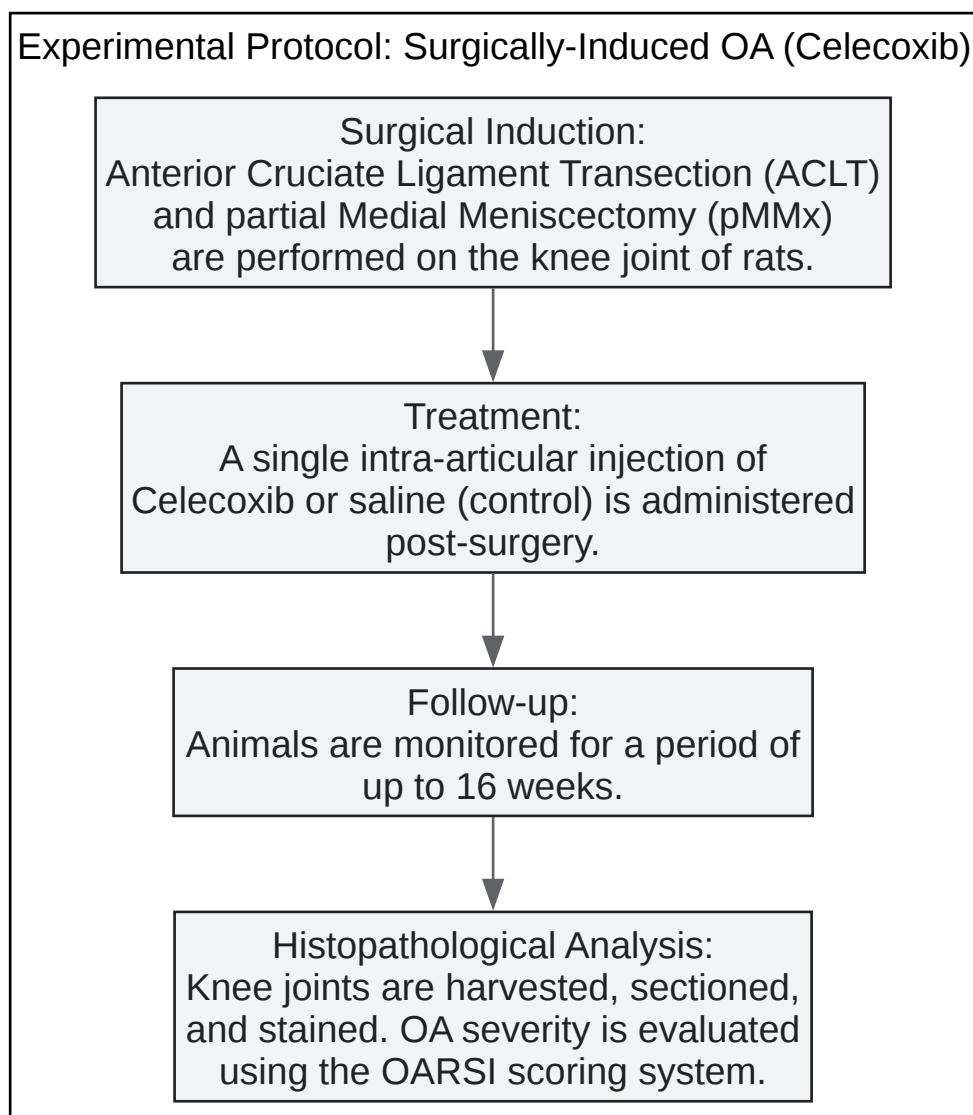 Experimental Protocol: Surgically-Induced OA (Celecoxib)
Surgical Induction:
Anterior Cruciate Ligament Transection (ACLT)
and partial Medial Meniscectomy (pMMx)
are performed on the knee joint of rats.
Treatment:
A single intra-articular injection of
Celecoxib or saline (control) is administered
post-surgery.
Follow-up:
Animals are monitored for a period of
up to 16 weeks.
Histopathological Analysis:
Knee joints are harvested, sectioned,
and stained. OA severity is evaluated
using the OARSI scoring system.